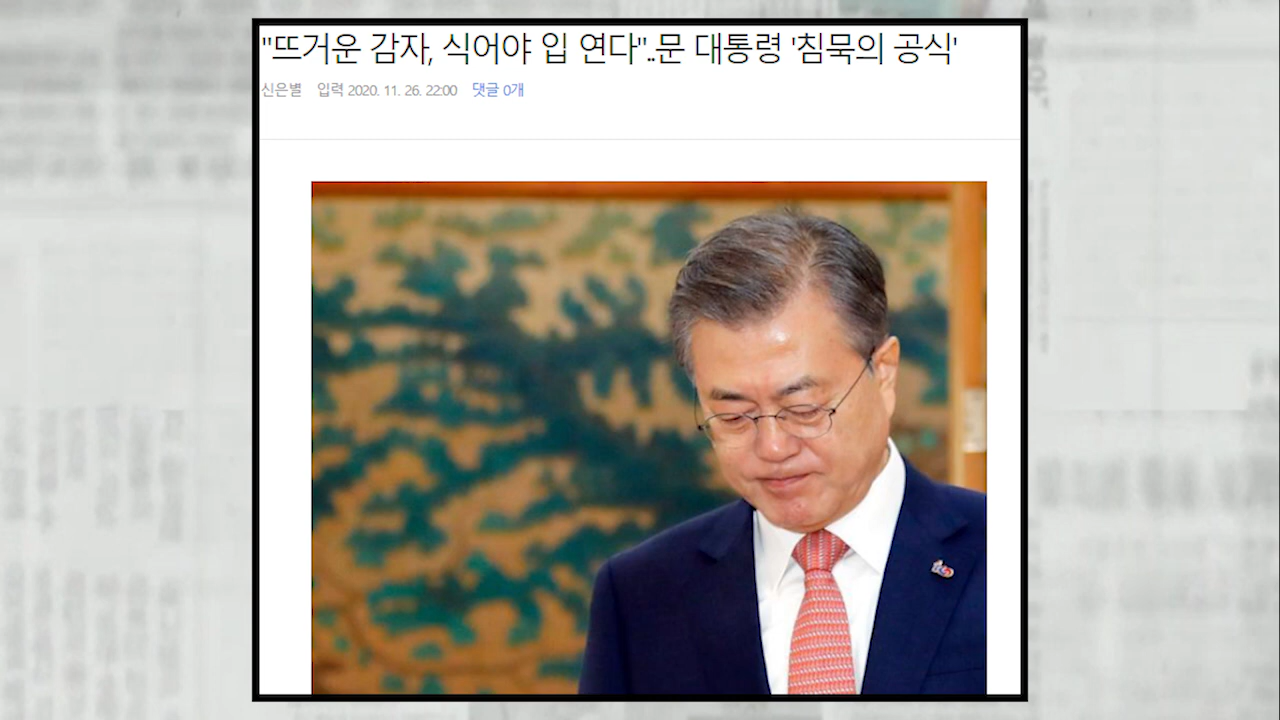 "뜨거운 감자, 식어야 입 연다"..문 대통령 '침묵의 공식'
신은별 입력 2020. 11. 26. 22:00 댓글 0개